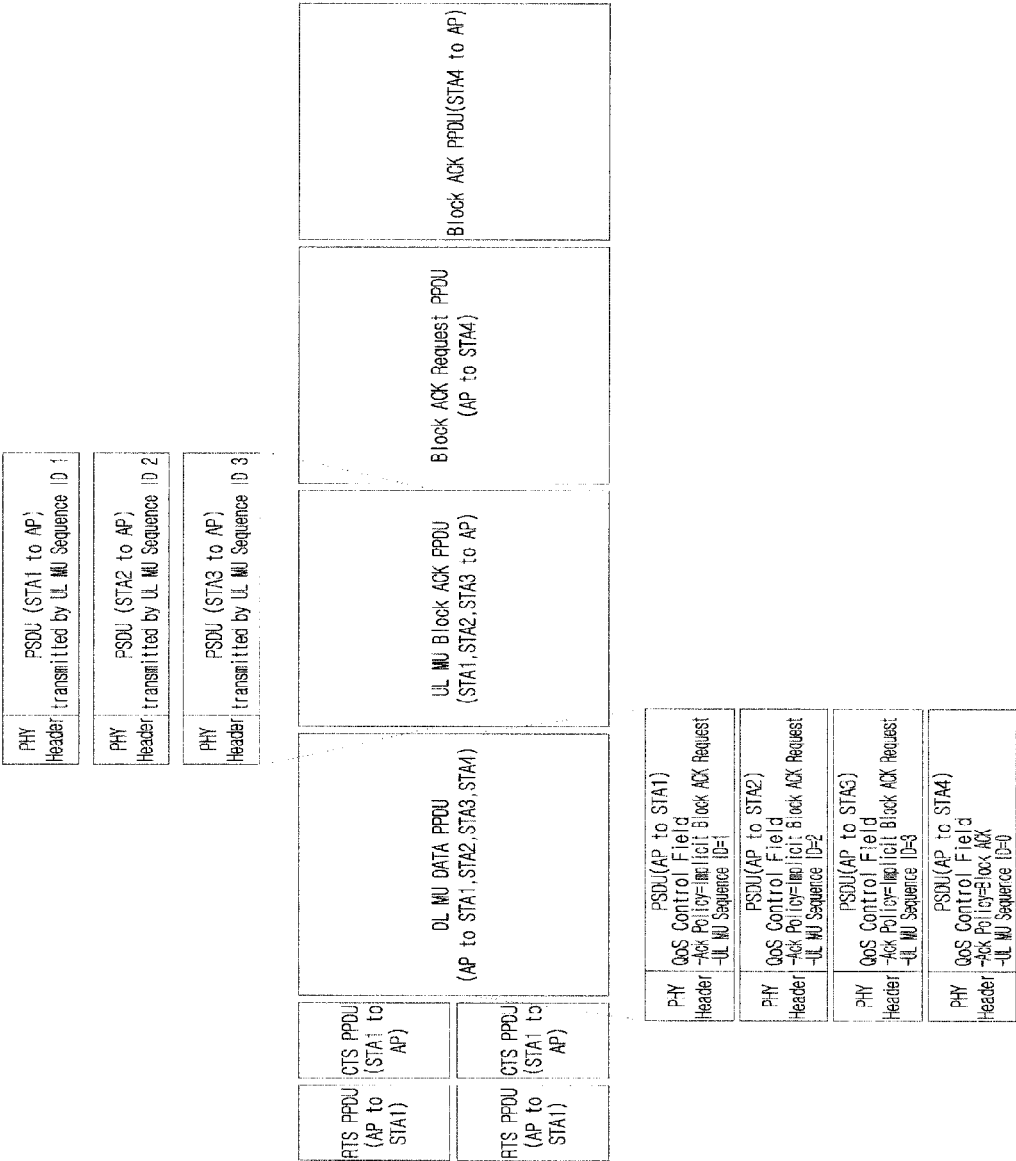 PHY
Header
PSDU (STA1 to AP)
transmitted by UL MU Sequence ID 1
PHY
Header
PSDU (STA2 to AP)
transmitted by UL MU Sequence ID 2
PHY
Header
PSDU (STA3 to AP)
transmitted by UL MU Sequence ID 3
RTS PPDU
(AP to
STA1)
CTS PPDU
(STA1 to
AP)
RTS PPDU
(AP to
STA1)
CTS PPDU
(STA1 to
AP)
DL MU DATA PPDU
(AP to STA1,STA2,STA3,STA4)
UL MU Block ACK PPDU
(STA1,STA2,STA3 to AP)
Block ACK Request PPDU
(AP to STA4)
Block ACK PPDU(STA4 to AP)
PHY
Header
PSDU(AP to STA1)
QoS Control Field
-Ack Policy=Implicit Block ACK Request
-UL MU Sequence ID=1
PHY
Header
PSDU(AP to STA2)
QoS Control Field
-Ack Policy=Implicit Block ACK Request
-UL MU Sequence ID=2
PHY
Header
PSDU(AP to STA3)
QoS Control Field
-Ack Policy=Implicit Block ACK Request
-UL MU Sequence ID=3
PHY
Header
PSDU(AP to STA4)
QoS Control Field
-Ack Policy=Block ACK
-UL MU Sequence ID=0